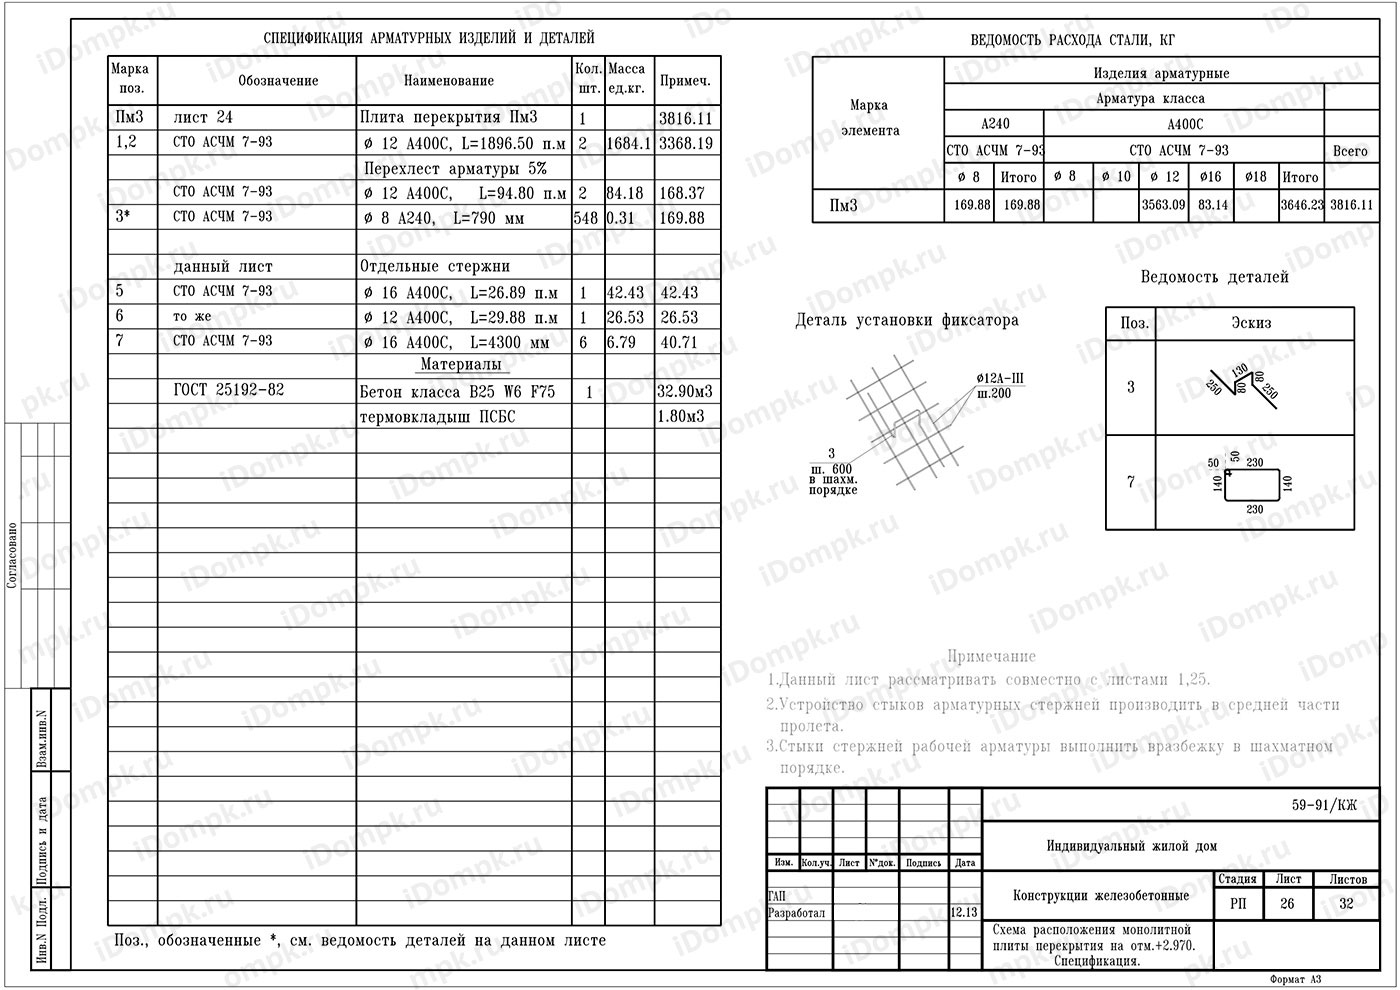 СПЕЦИФИКАЦИЯ АРМАТУРНЫХ ИЗДЕЛИЙ И ДЕТАЛЕЙ
Марка поз. Обозначение Наименование Кол. шт. Масса ед.кг. Примеч.
Пм3 лист 24 Плита перекрытия Пм3 1 3816.11
1,2 СТО АСЧМ 7-93 ø 12 А400С, L=1896.50 п.м 2 1684.1 3368.19
Перехлест арматуры 5%
СТО АСЧМ 7-93 ø 12 А400С, L=94.80 п.м 2 84.18 168.37
3* СТО АСЧМ 7-93 ø 8 А240, L=790 мм 548 0.31 169.88
данный лист Отдельные стержни
5 СТО АСЧМ 7-93 ø 16 А400С, L=26.89 п.м 1 42.43 42.43
6 то же ø 12 А400С, L=29.88 п.м 1 26.53 26.53
7 СТО АСЧМ 7-93 ø 16 А400С, L=4300 мм 6 6.79 40.71
Материалы
ГОСТ 25192-82 Бетон класса В25 W6 F75 1 32.90м3
термовкладыш ПСБС 1.80м3
Поз., обозначенные *, см. ведомость деталей на данном листе
ВЕДОМОСТЬ РАСХОДА СТАЛИ, КГ
Марка элемента
Изделия арматурные
Арматура класса
А240 А400С
СТО АСЧМ 7-93 СТО АСЧМ 7-93 Всего
ø 8 Итого ø 8 ø 10 ø 12 ø16 ø18 Итого
Пм3 169.88 169.88 3563.09 83.14 3646.23 3816.11
Деталь установки фиксатора
ø12А-III
ш.200
3
ш. 600
в шахм.
порядке
Ведомость деталей
Поз. Эскиз
3 250 130 80 80 250
7 50 50 230 140 140 230
Примечание
1.Данный лист рассматривать совместно с листами 1,25.
2.Устройство стыков арматурных стержней производить в средней части
пролета.
3.Стыки стержней рабочей арматуры выполнить вразбежку в шахматном
порядке.
59-91/КЖ
Индивидуальный жилой дом
Изм. Кол.уч. Лист N°док. Подпись Дата
ГАП
Разработал 12.13
Конструкции железобетонные
Стадия Лист Листов
РП 26 32
Схема расположения монолитной
плиты перекрытия на отм.+2.970.
Спецификация.
Формат А3
Согласовано
Взам.инв.N
Подпись и дата
Инв.N Подл.
iDompk.ru